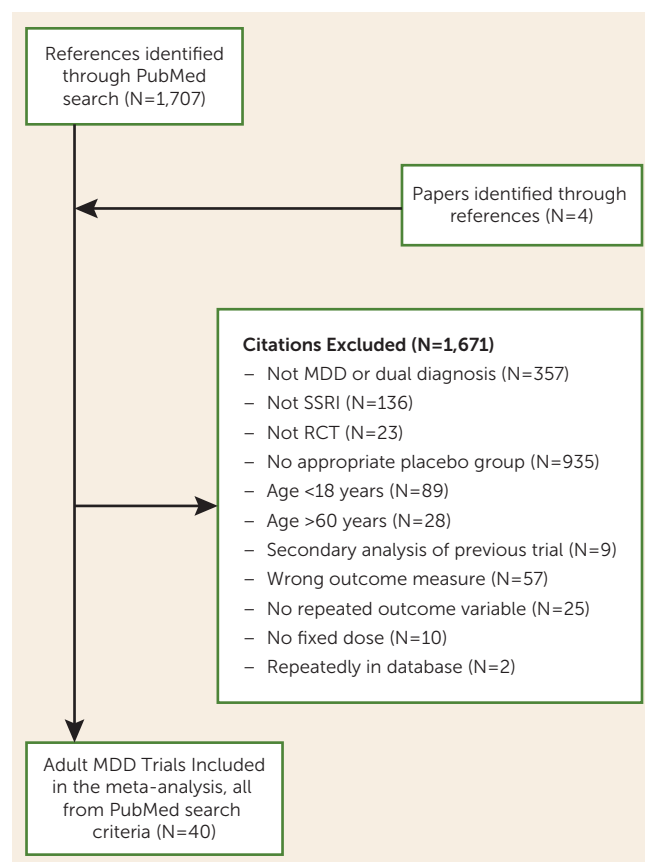 References identified
through PubMed
search (N=1,707)
Papers identified through
references (N=4)
Citations Excluded (N=1,671)
– Not MDD or dual diagnosis (N=357)
– Not SSRI (N=136)
– Not RCT (N=23)
– No appropriate placebo group (N=935)
– Age <18 years (N=89)
– Age >60 years (N=28)
– Secondary analysis of previous trial (N=9)
– Wrong outcome measure (N=57)
– No repeated outcome variable (N=25)
– No fixed dose (N=10)
– Repeatedly in database (N=2)
Adult MDD Trials Included
in the meta-analysis, all
from PubMed search
criteria (N=40)